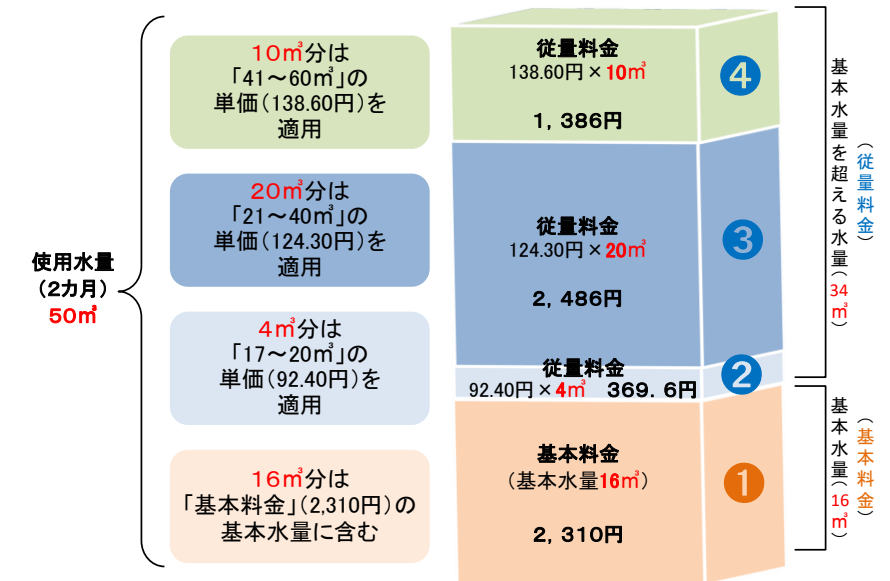 使用水量
（2カ月）
50㎥
10㎥分は
「41～60㎥」の
単価（138.60円）を
適用
20㎥分は
「21～40㎥」の
単価（124.30円）を
適用
4㎥分は
「17～20㎥」の
単価（92.40円）を
適用
16㎥分は
「基本料金」（2,310円）の
基本水量に含む
従量料金
138.60円×10㎥
1，386円
4
従量料金
124.30円×20㎥
2，486円
3
従量料金
92.40円×4㎥ 369．6円
2
基本料金
（基本水量16㎥）
2，310円
1
基本水量を超える水量（34㎥）
（従量料金）
基本水量（16㎥）
（基本料金）